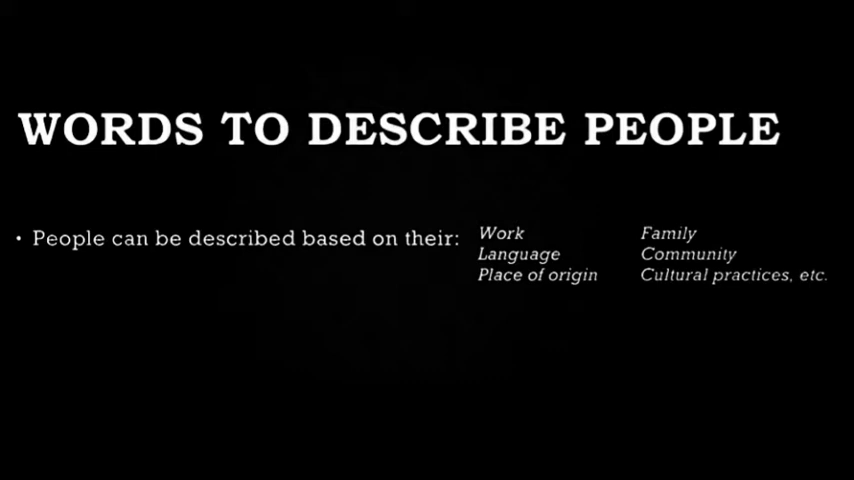 WORDS TO DESCRIBE PEOPLE
• People can be described based on their:
Work
Language
Place of origin
Family
Community
Cultural practices, etc.